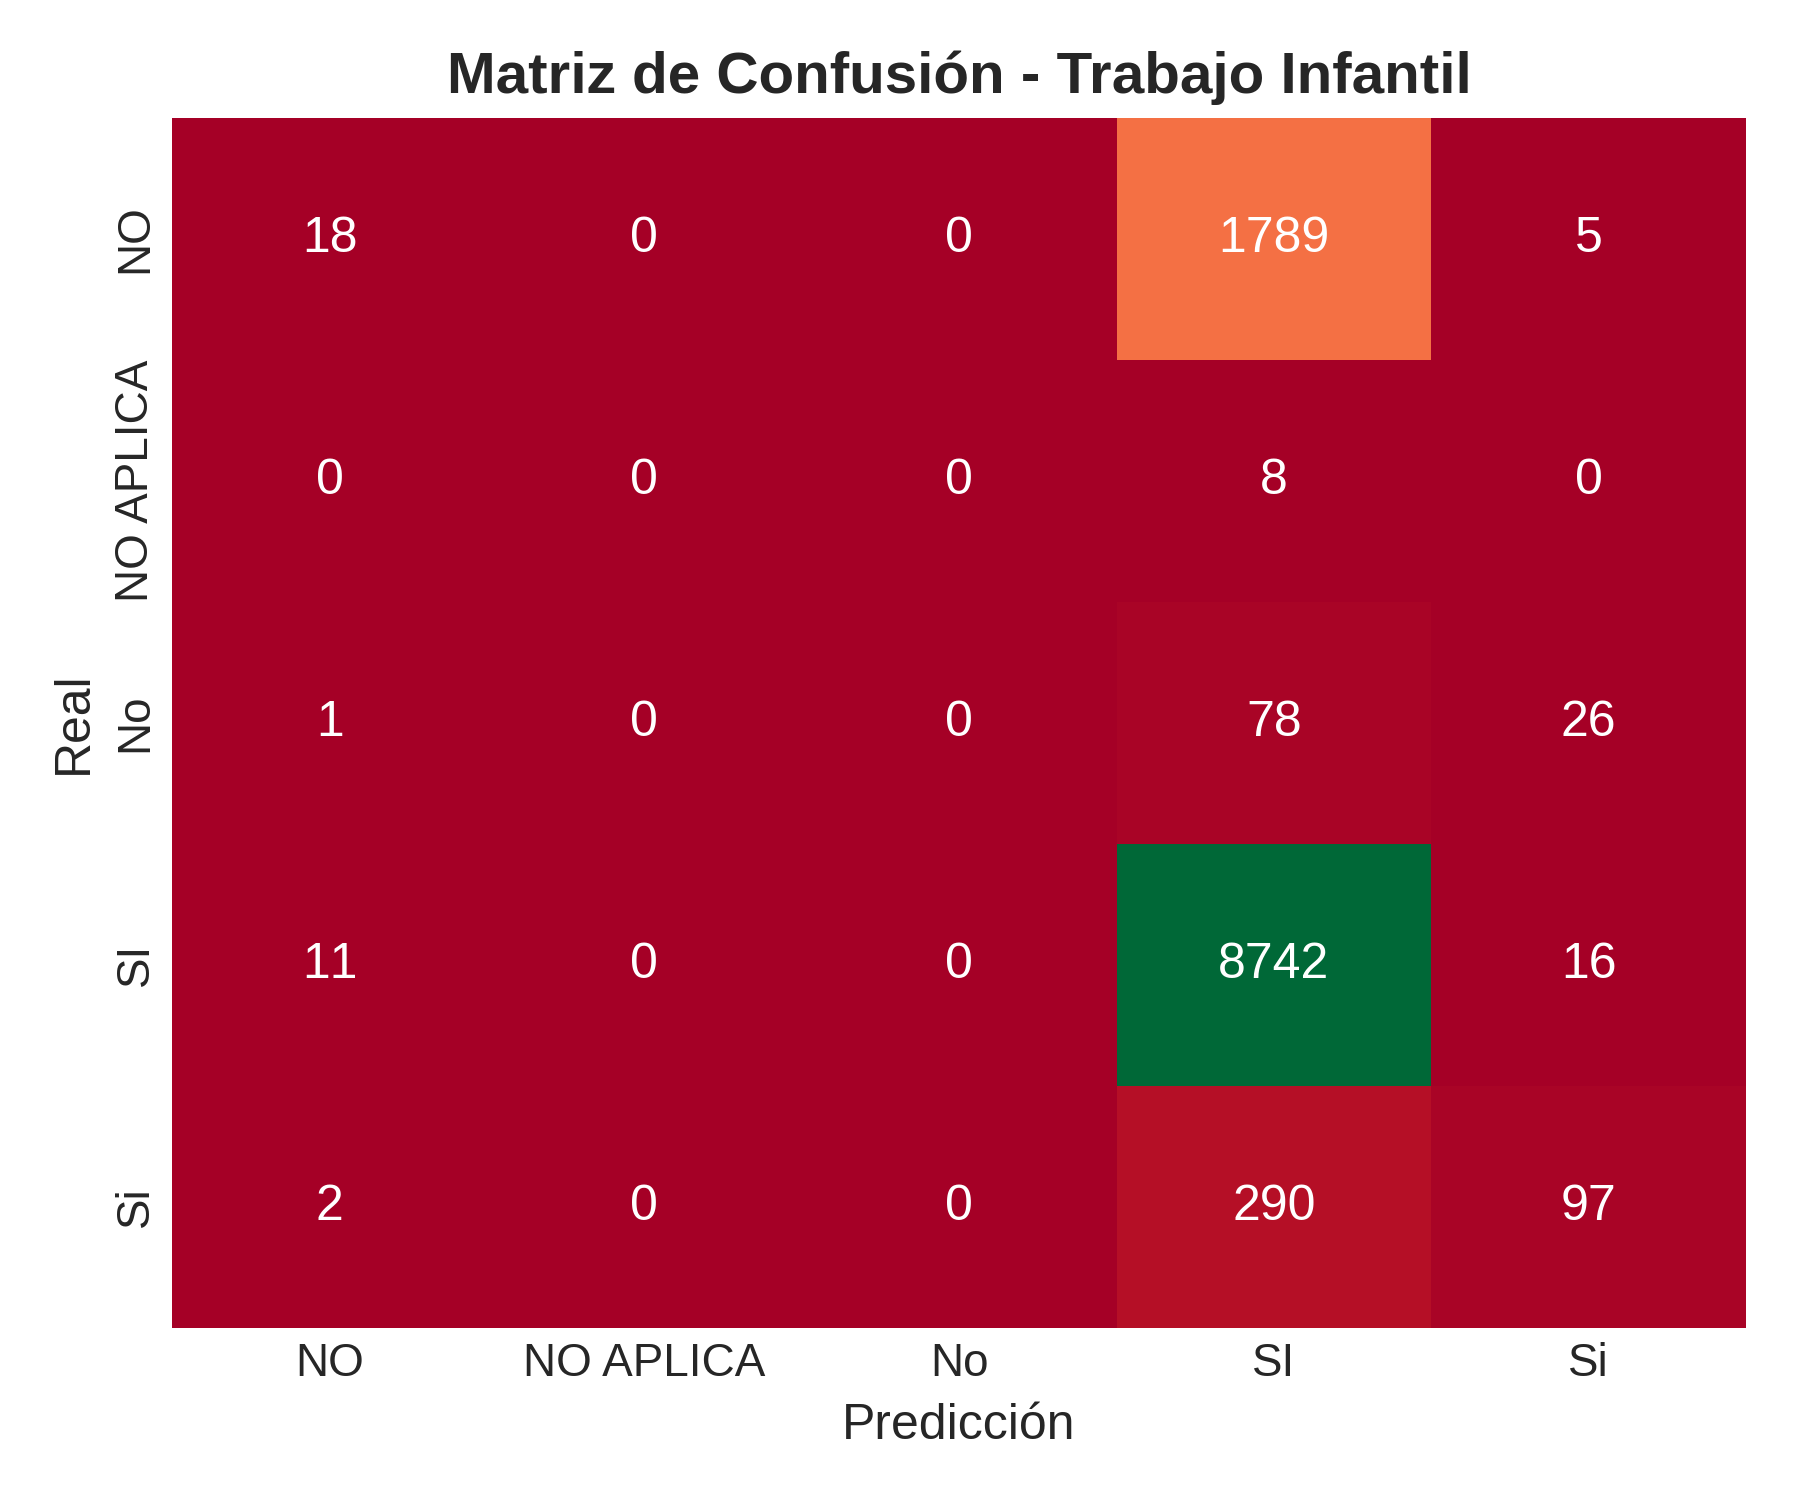 Matriz de Confusión - Trabajo Infantil
NO 18 0 0 1789 5
NO APLICA 0 0 0 8 0
No 1 0 0 78 26
SI 11 0 0 8742 16
Si 2 0 0 290 97
Real
NO NO APLICA No SI Si
Predicción